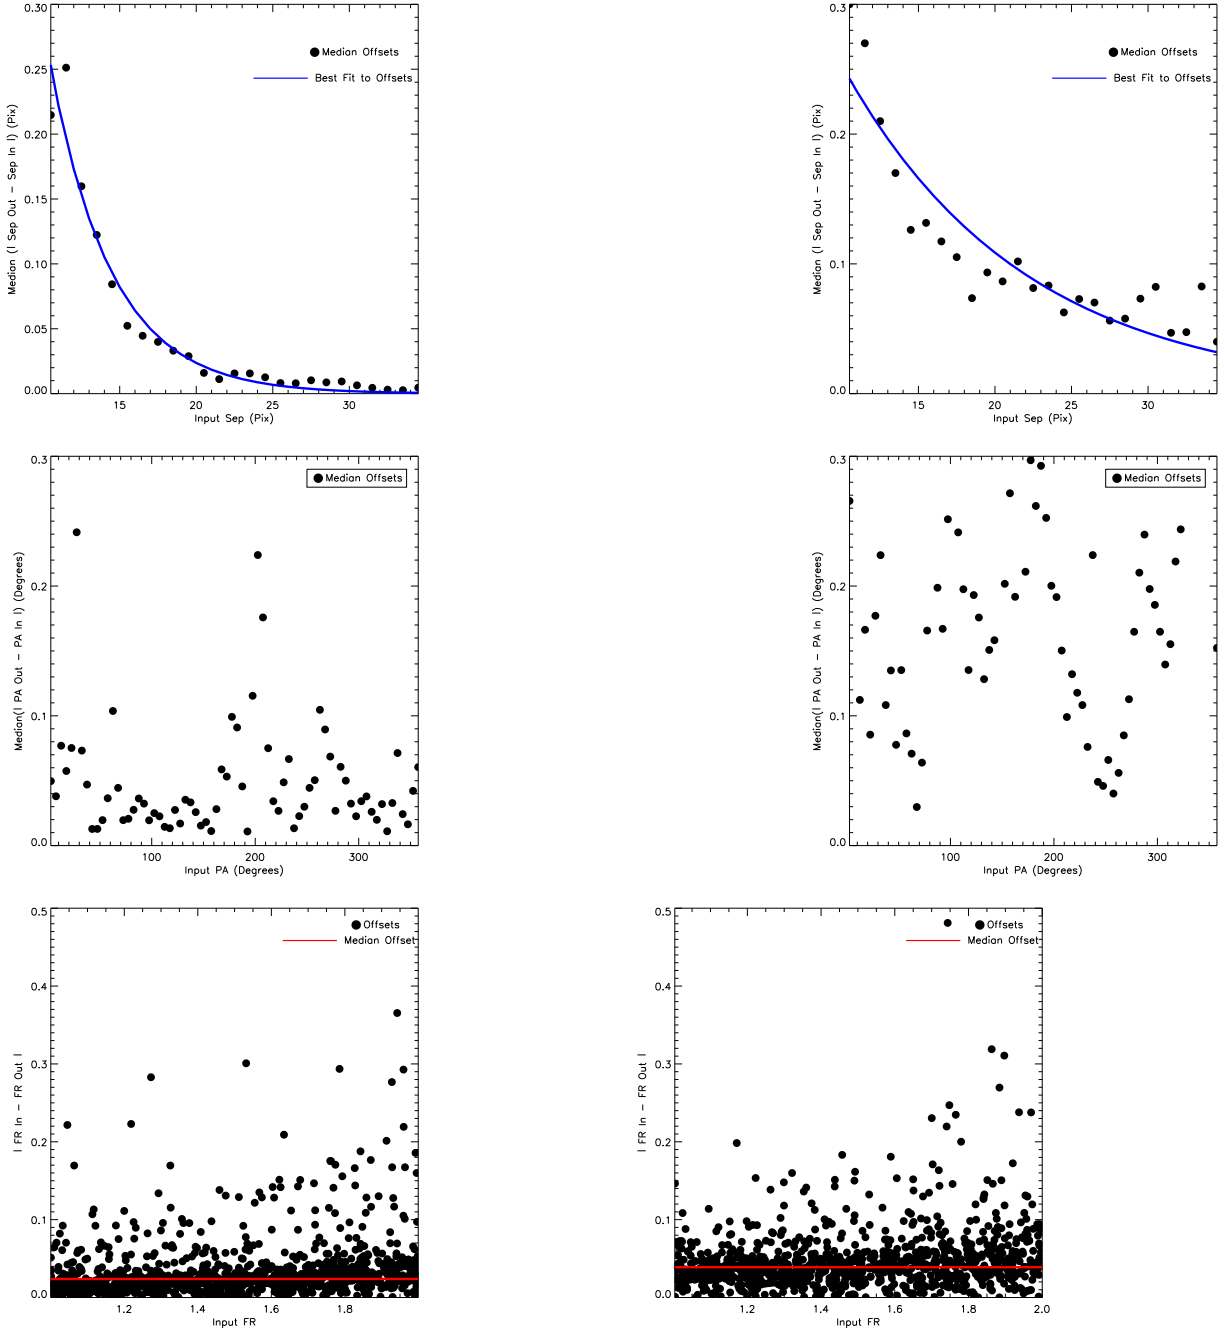 0.30
0.25
0.20
0.15
0.10
0.05
0.00
Median (| Sep Out − Sep In |) (Pix)
Median Offsets
Best Fit to Offsets
15 20 25 30
Input Sep (Pix)
0.3
0.2
0.1
0.0
Median (| Sep Out − Sep In |) (Pix)
Median Offsets
Best Fit to Offsets
15 20 25 30
Input Sep (Pix)
0.3
0.2
0.1
0.0
Median(| PA Out − PA In |) (Degrees)
Median Offsets
100 200 300
Input PA (Degrees)
0.3
0.2
0.1
0.0
Median(| PA Out − PA In |) (Degrees)
Median Offsets
100 200 300
Input PA (Degrees)
0.5
0.4
0.3
0.2
0.1
0.0
| FR In − FR Out |
Offsets
Median Offset
1.2 1.4 1.6 1.8
Input FR
0.5
0.4
0.3
0.2
0.1
0.0
| FR In − FR Out |
Offsets
Median Offset
1.2 1.4 1.6 1.8 2.0
Input FR